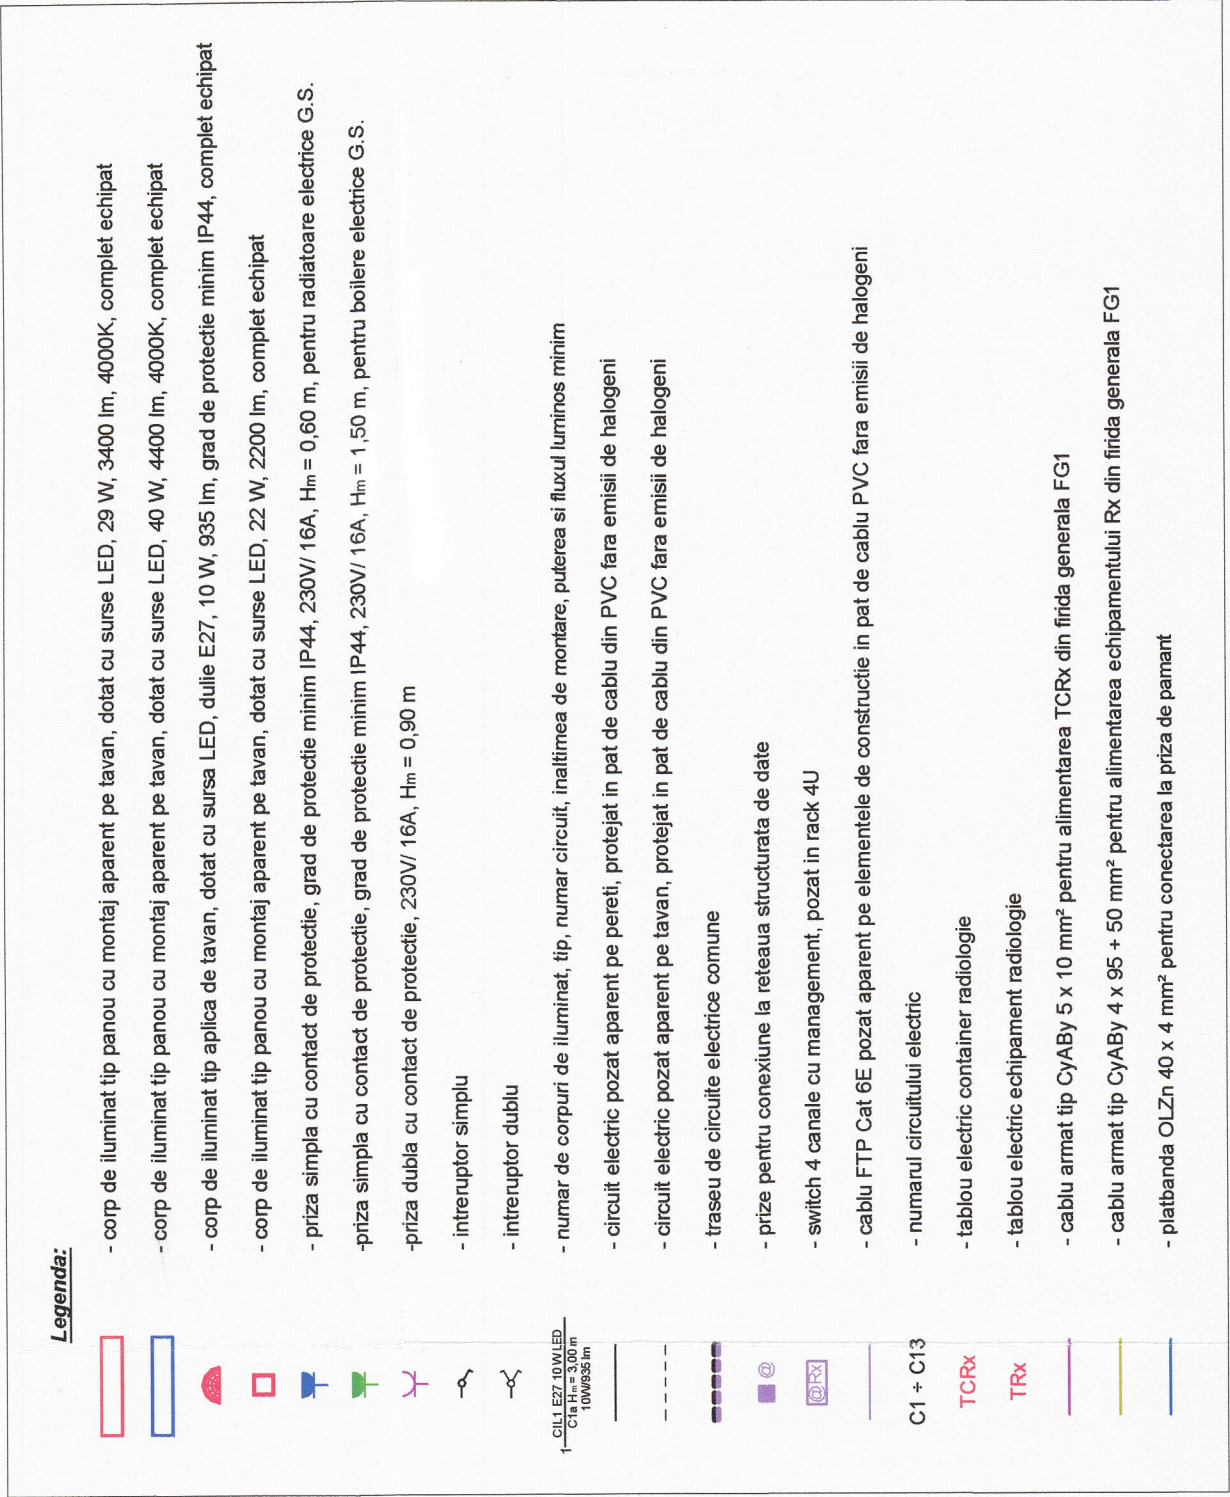 Legenda:
- corp de iluminat tip panou cu montaj aparent pe tavan, dotat cu surse LED, 29 W, 3400 lm, 4000K, complet echipat
- corp de iluminat tip panou cu montaj aparent pe tavan, dotat cu surse LED, 40 W, 4400 lm, 4000K, complet echipat
- corp de iluminat tip aplica de tavan, dotat cu sursa LED, dulie E27, 10 W, 935 lm, grad de protectie minim IP44, complet echipat
- corp de iluminat tip panou cu montaj aparent pe tavan, dotat cu surse LED, 22 W, 2200 lm, complet echipat
- priza simpla cu contact de protectie, grad de protectie minim IP44, 230V/ 16A, Hm = 0,60 m, pentru radiatoare electrice G.S.
-priza simpla cu contact de protectie, grad de protectie minim IP44, 230V/ 16A, Hm = 1,50 m, pentru boilere electrice G.S.
-priza dubla cu contact de protectie, 230V/ 16A, Hm = 0,90 m
- intreruptor simplu
- intreruptor dublu
1 CIL1 E27 10WLED
C1a Hm = 3,00 m
10W/935 lm
- numar de corpuri de iluminat, tip, numar circuit, inaltimea de montare, puterea si fluxul luminos minim
- circuit electric pozat aparent pe pereti, protejat in pat de cablu din PVC fara emisii de halogeni
- circuit electric pozat aparent pe tavan, protejat in pat de cablu din PVC fara emisii de halogeni
- traseu de circuite electrice comune
@ - prize pentru conexiune la reteaua structurata de date
@Rx - switch 4 canale cu management, pozat in rack 4U
- cablu FTP Cat 6E pozat aparent pe elementele de constructie in pat de cablu PVC fara emisii de halogeni
C1 ÷ C13 - numarul circuitului electric
TCRx - tablou electric container radiologie
TRx - tablou electric echipament radiologie
- cablu armat tip CyABy 5 x 10 mm² pentru alimentarea TCRx din firida generala FG1
- cablu armat tip CyABy 4 x 95 + 50 mm² pentru alimentarea echipamentului Rx din firida generala FG1
- platbanda OLZn 40 x 4 mm² pentru conectarea la priza de pamant